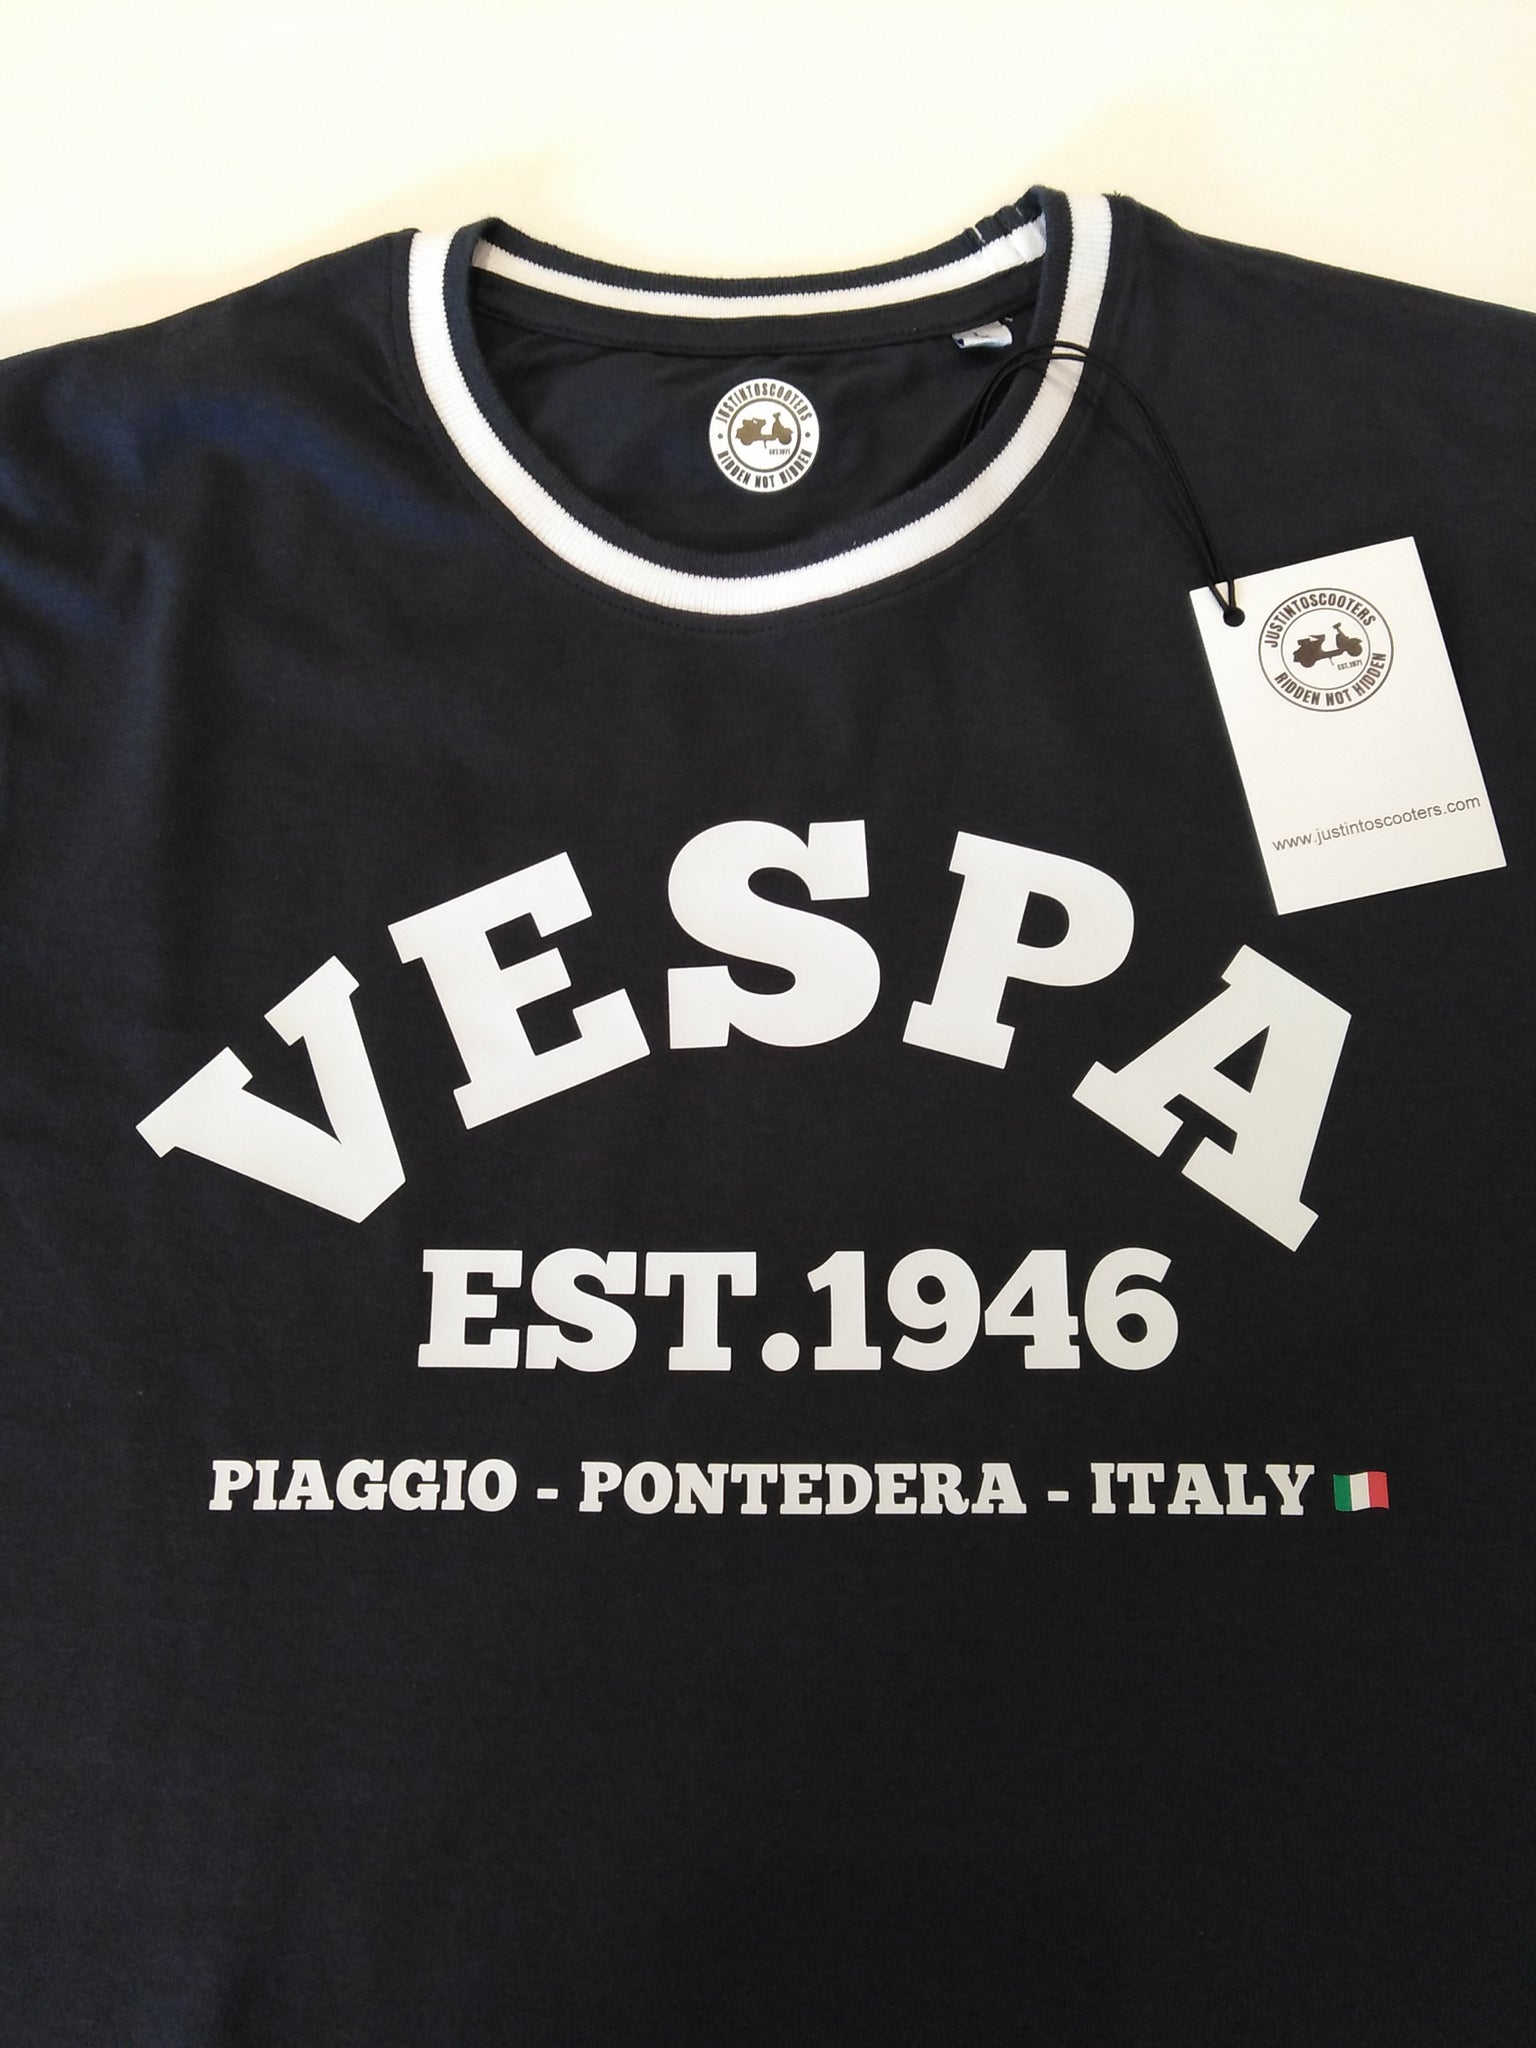 JUSTINTOSCOOTERS
EST.1971
RIDDEN NOT HIDDEN
JUSTINTOSCOOTERS
EST.1971
RIDDEN NOT HIDDEN
www.justintoscooters.com
VESPA
EST.1946
PIAGGIO - PONTEDERA - ITALY